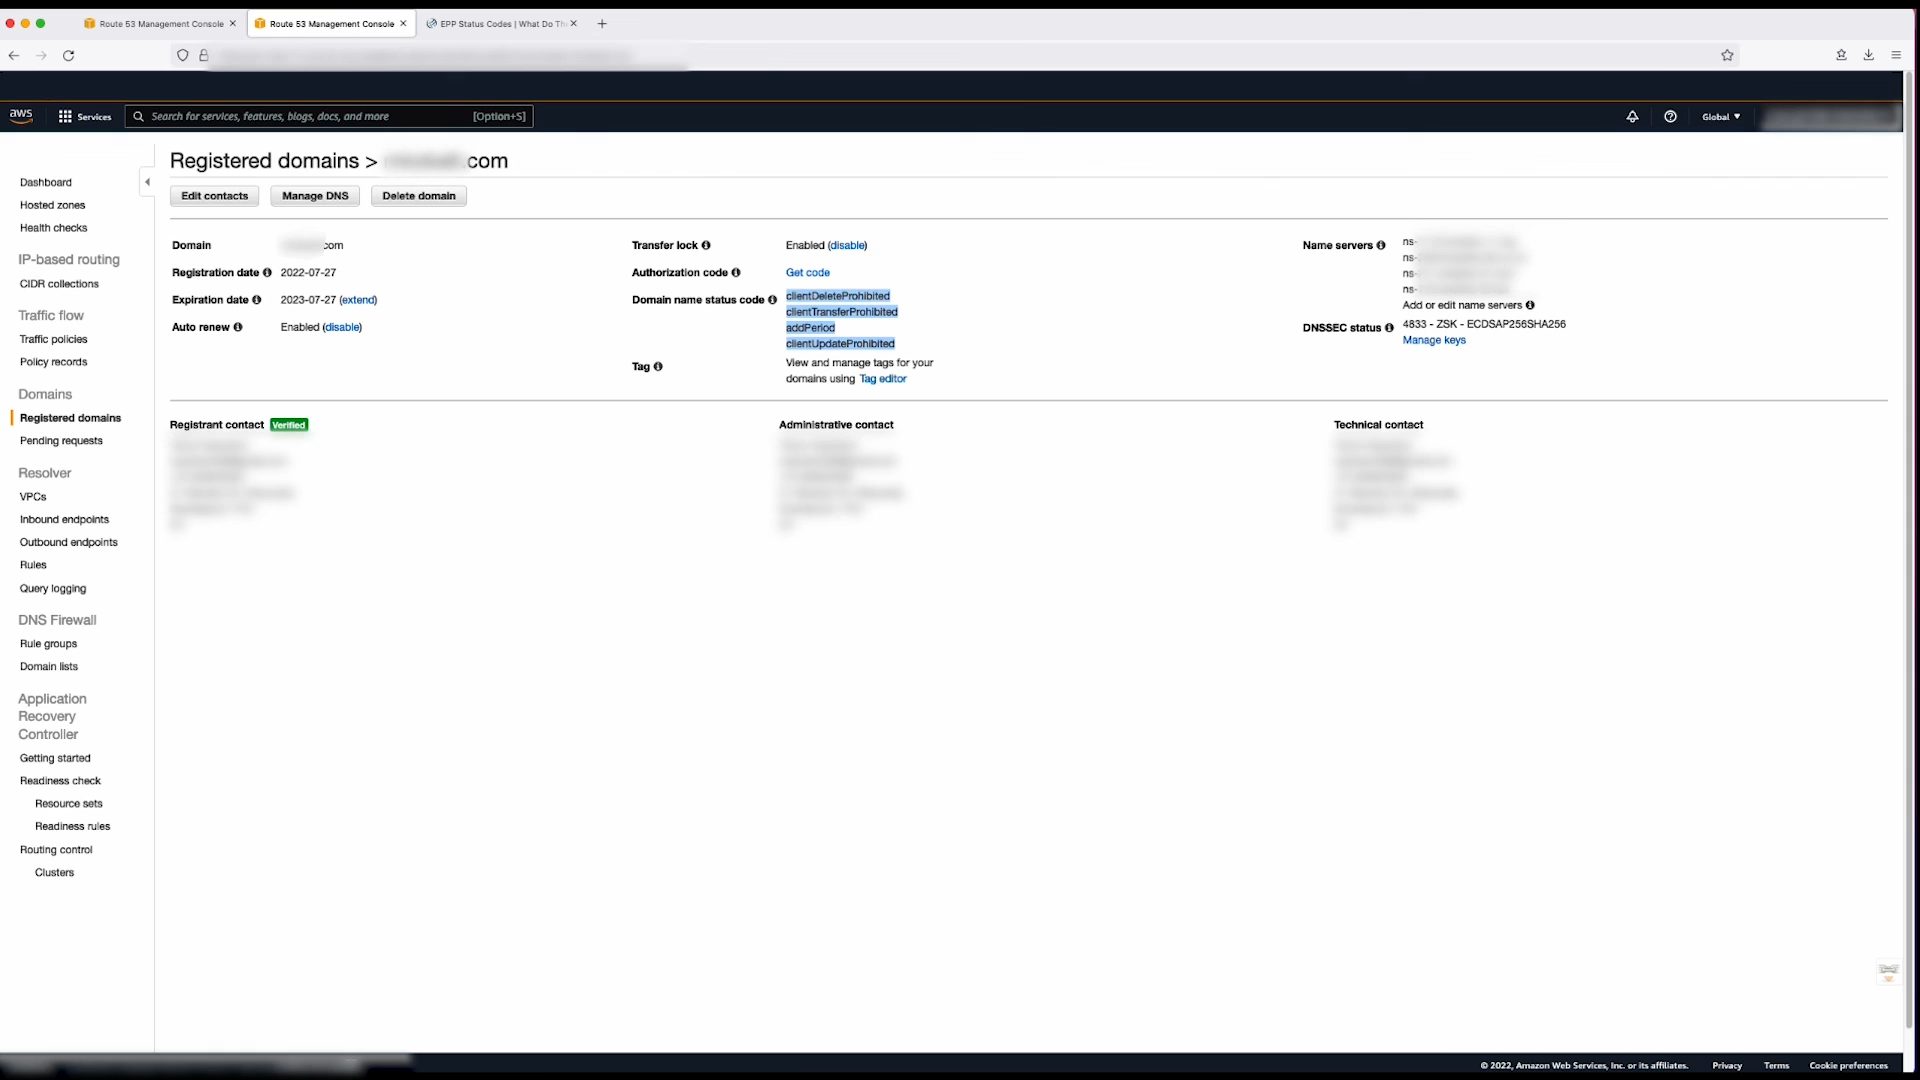 Route 53 Management Console
Route 53 Management Console
EPP Status Codes | What Do The
aws
Services
Search for services, features, blogs, docs, and more
[Option+S]
Global
Registered domains >
.com
Edit contacts
Manage DNS
Delete domain
Dashboard
Hosted zones
Health checks
IP-based routing
CIDR collections
Traffic flow
Traffic policies
Policy records
Domains
Registered domains
Pending requests
Resolver
VPCs
Inbound endpoints
Outbound endpoints
Rules
Query logging
DNS Firewall
Rule groups
Domain lists
Application
Recovery
Controller
Getting started
Readiness check
Resource sets
Readiness rules
Routing control
Clusters
Domain .com
Registration date 2022-07-27
Expiration date 2023-07-27 (extend)
Auto renew Enabled (disable)
Transfer lock Enabled (disable)
Authorization code Get code
Domain name status code clientDeleteProhibited
clientTransferProhibited
addPeriod
clientUpdateProhibited
Tag View and manage tags for your
domains using Tag editor
Name servers ns-
ns-
ns-
ns-
Add or edit name servers
DNSSEC status 4833 - ZSK - ECDSAP256SHA256
Manage keys
Registrant contact Verified
Administrative contact
Technical contact
© 2022, Amazon Web Services, Inc. or its affiliates.
Privacy
Terms
Cookie preferences